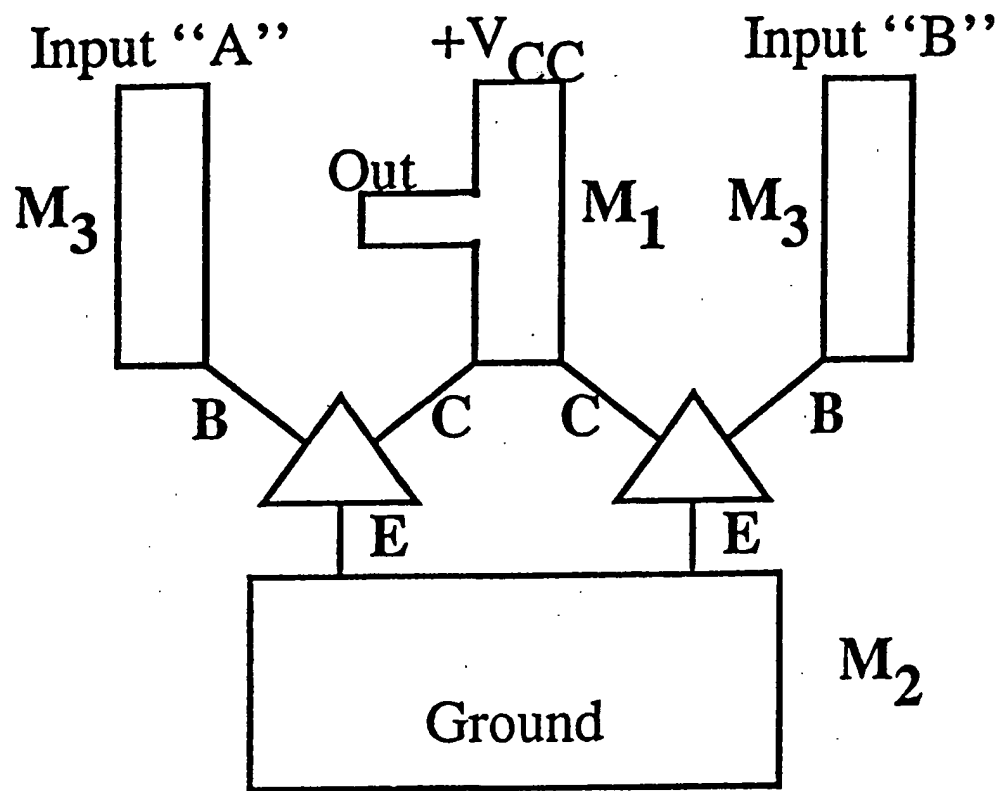 Input “A”
+VCC
Input “B”
Out
M3
M1
M3
B
C
C
B
E
E
M2
Ground